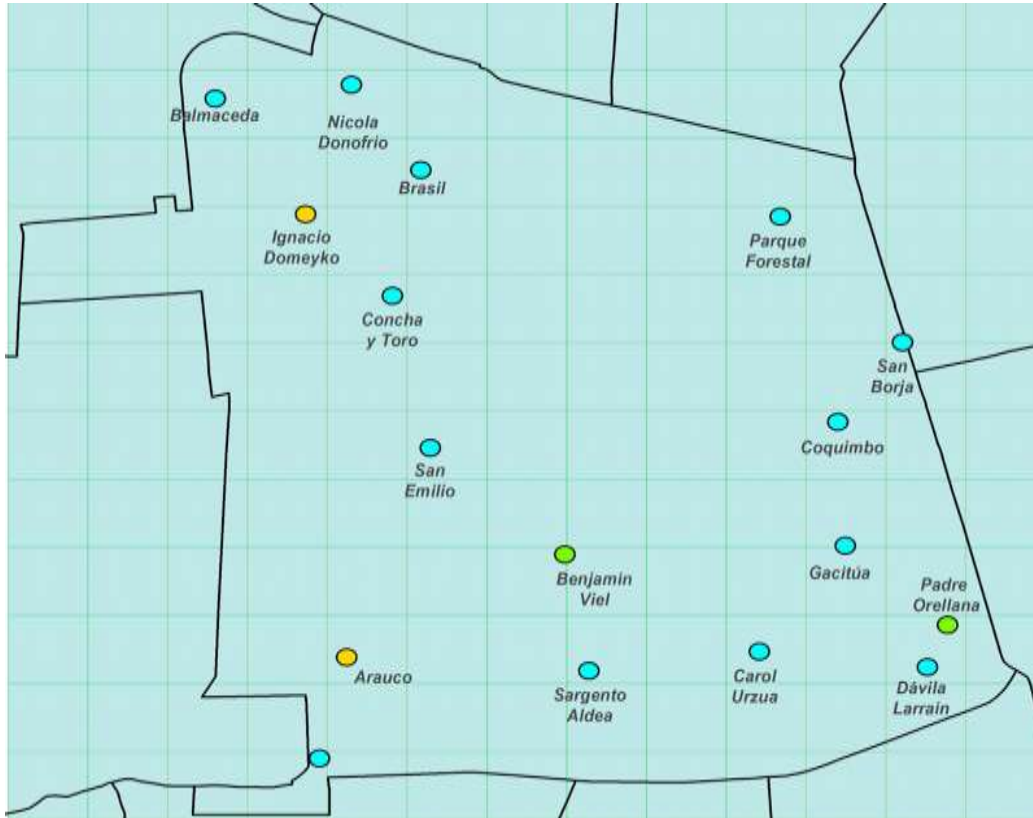 Balmaceda
Nicola
Donofrio
Brasil
Ignacio
Domeyko
Parque
Forestal
Concha
y Toro
San
Borja
Coquimbo
San
Emilio
Gacitúa
Benjamin
Viel
Padre
Orellana
Arauco
Carol
Urzua
Sargento
Aldea
Dávila
Larrain